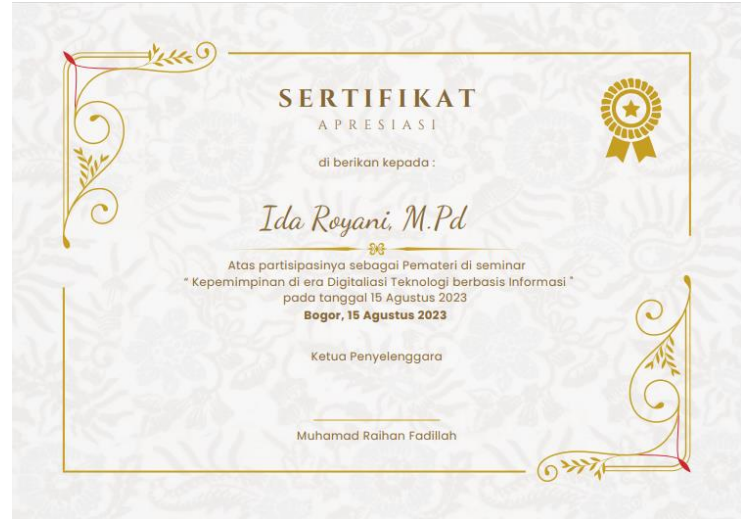 SERTIFIKAT
APRESIASI
di berikan kepada :
Ida Royani, M.Pd
Atas partisipasinya sebagai Pemateri di seminar
“ Kepemimpinan di era Digitaliasi Teknologi berbasis Informasi ”
pada tanggal 15 Agustus 2023
Bogor, 15 Agustus 2023
Ketua Penyelenggara
Muhamad Raihan Fadillah